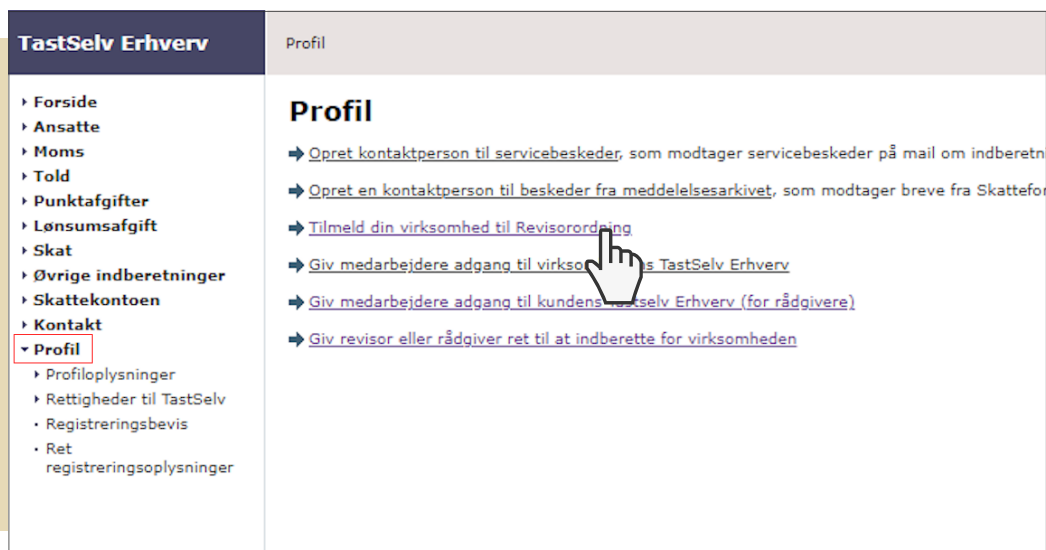 TastSelv Erhverv
Profil
Forside
Ansatte
Moms
Told
Punktafgifter
Lønsumsafgift
Skat
Øvrige indberetninger
Skattekontoen
Kontakt
Profil
Profiloplysninger
Rettigheder til TastSelv
Registreringsbevis
Ret
registreringsoplysninger
Profil
Opret kontaktperson til servicebeskeder, som modtager servicebeskeder på mail om indberetn
Opret en kontaktperson til beskeder fra meddelelsesarkivet, som modtager breve fra Skattefor
Tilmeld din virksomhed til Revisorordning
Giv medarbejdere adgang til TastSelv Erhverv
Giv medarbejdere adgang til kundens Tastselv Erhverv (for rådgivere)
Giv revisor eller rådgiver ret til at indberette for virksomheden